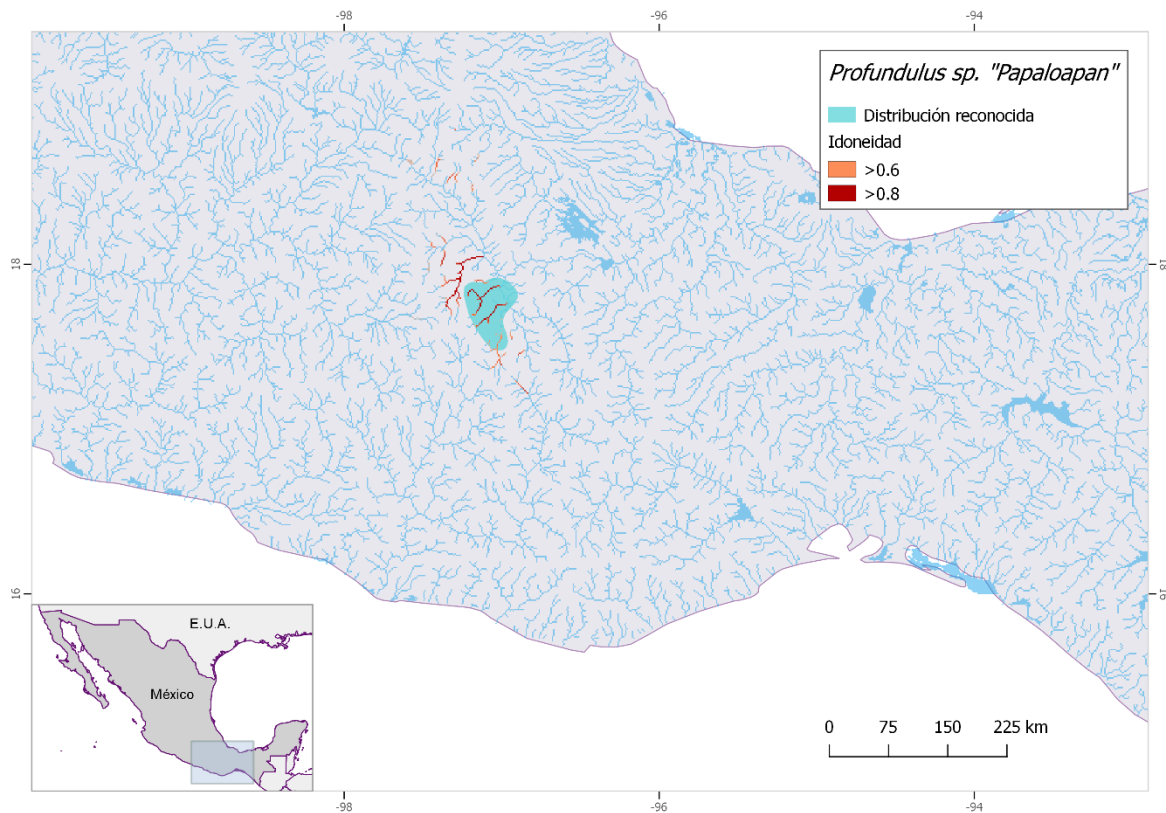 -98
-96
-94
Profundulus sp. "Papaloapan"
Distribución reconocida
Idoneidad
>0.6
>0.8
18
18
16
16
E.U.A.
México
0 75 150 225 km
-98
-96
-94